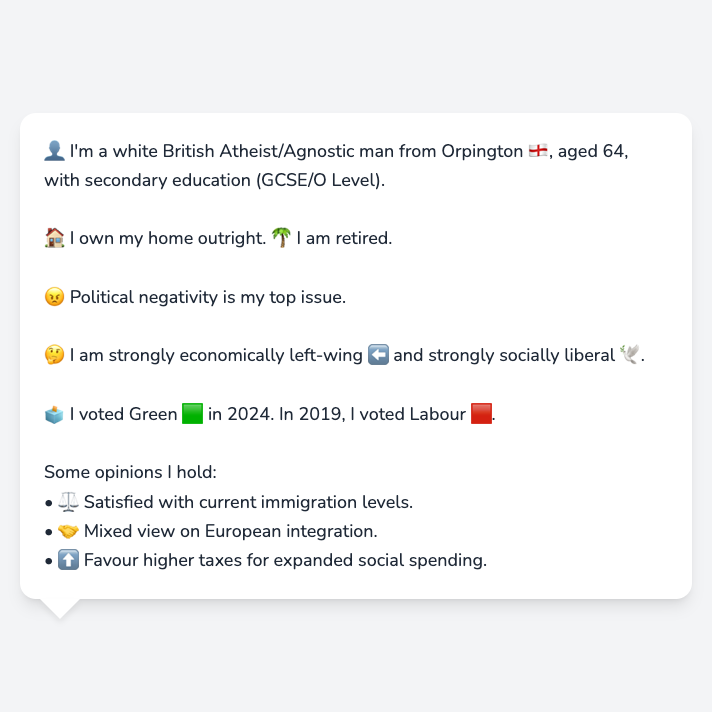 👤 I'm a white British Atheist/Agnostic man from Orpington 🏴󠁧󠁢󠁥󠁮󠁧󠁿, aged 64,
with secondary education (GCSE/O Level).
🏠 I own my home outright. 🌴 I am retired.
😠 Political negativity is my top issue.
🤔 I am strongly economically left-wing ⬅️ and strongly socially liberal 🕊️.
🗳️ I voted Green 🟩 in 2024. In 2019, I voted Labour 🟥.
Some opinions I hold:
• ⚖️ Satisfied with current immigration levels.
• 🤝 Mixed view on European integration.
• ⬆️ Favour higher taxes for expanded social spending.